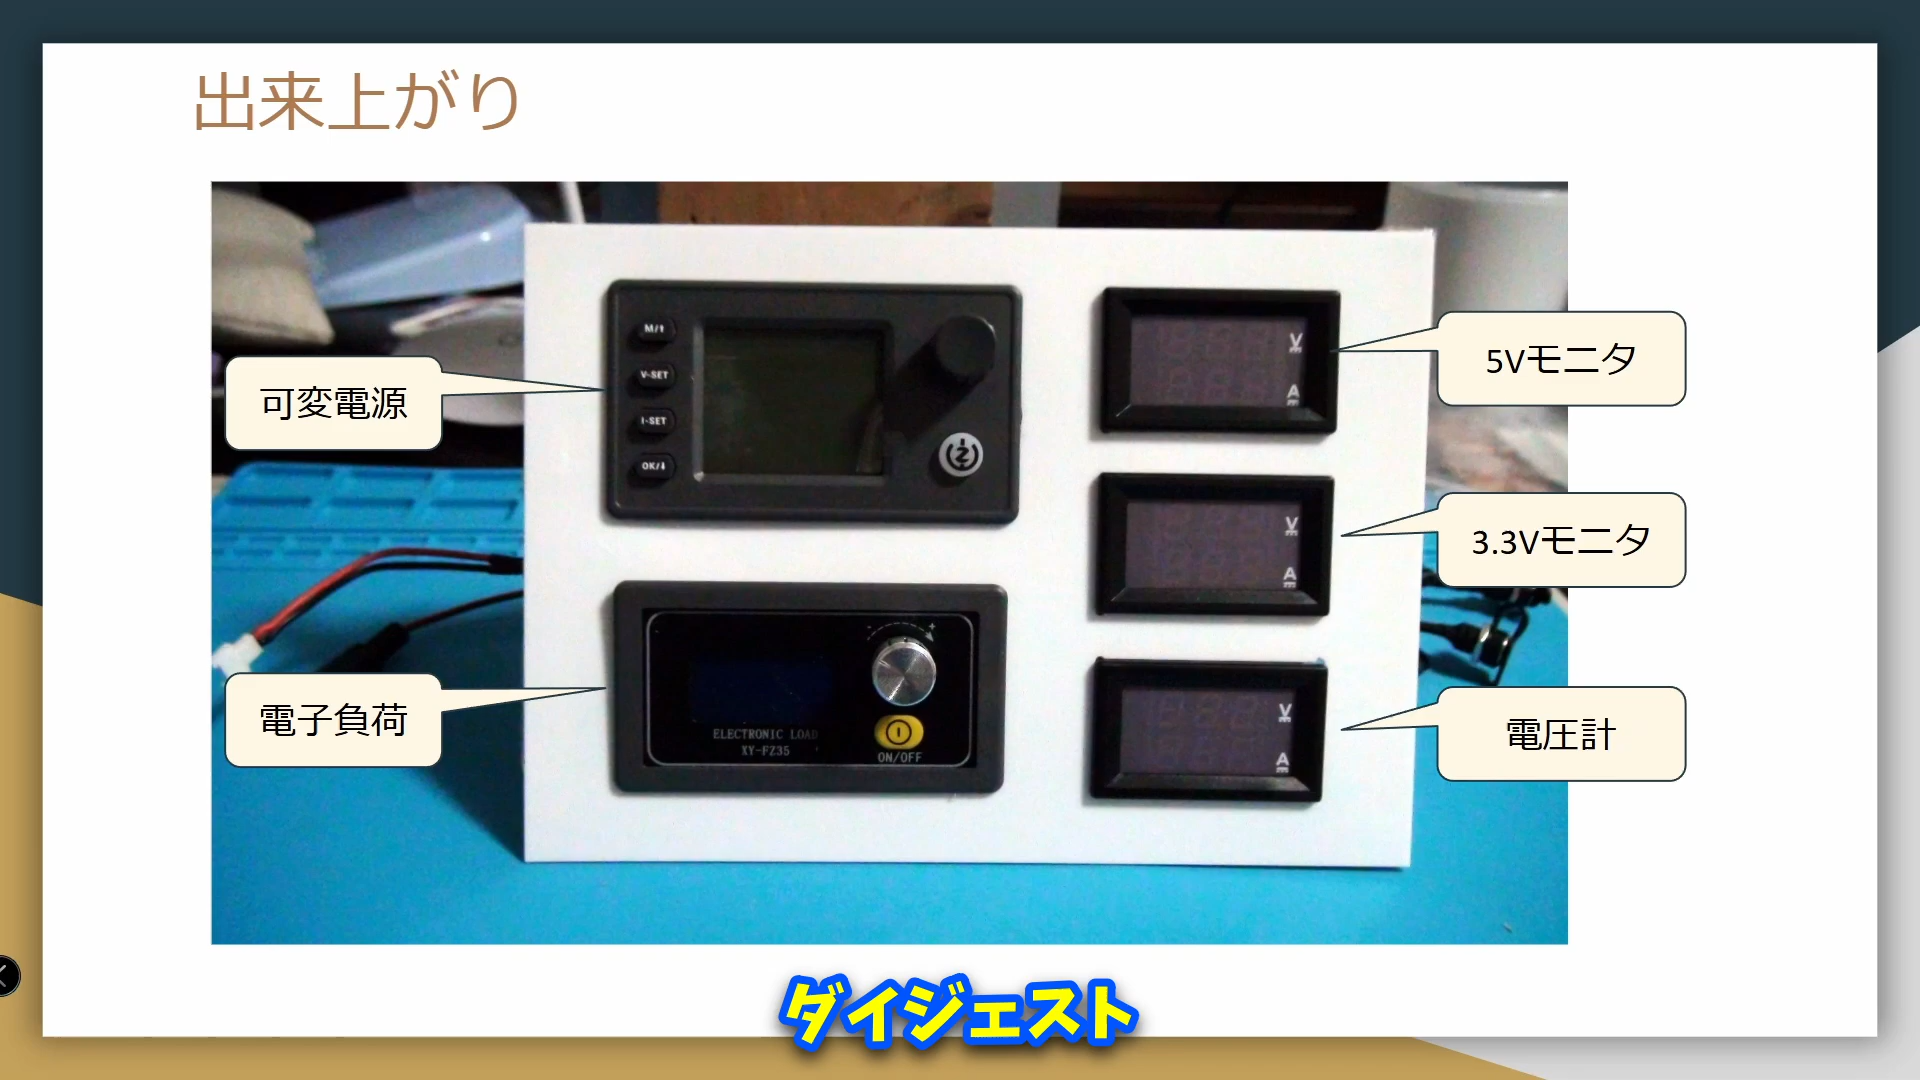 出来上がり
可変電源
M/⬆
V-SET
I-SET
OK/⬇
V
A
5Vモニタ
V
A
3.3Vモニタ
電子負荷
- +
ELECTRONIC LOAD
XY-FZ35
ON/OFF
V
A
電圧計
ダイジェスト